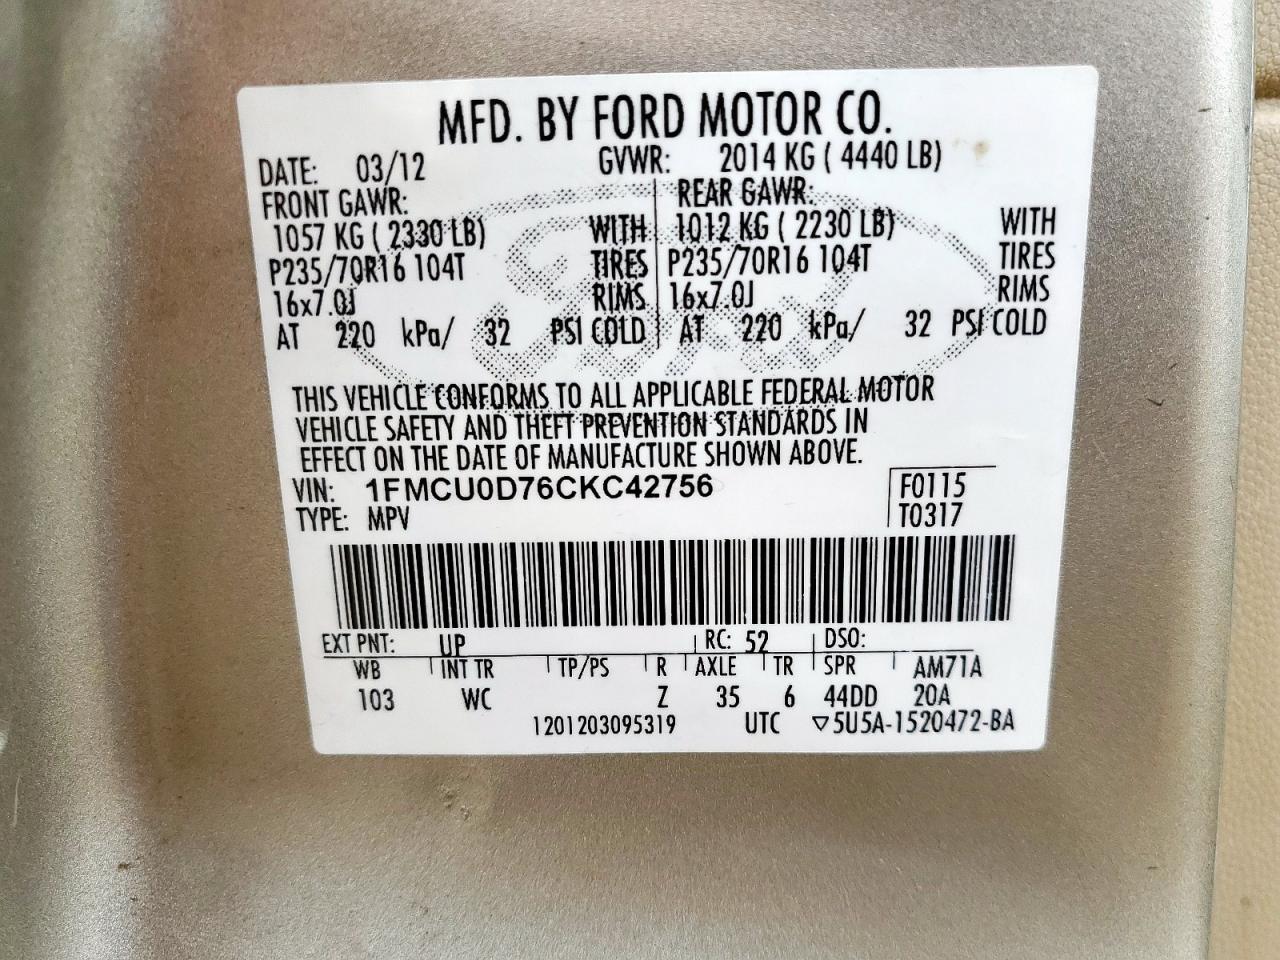 MFD. BY FORD MOTOR CO.
DATE: 03/12 GVWR: 2014 KG ( 4440 LB)
FRONT GAWR: REAR GAWR:
1057 KG ( 2330 LB) WITH 1012 KG ( 2230 LB) WITH
P235/70R16 104T TIRES P235/70R16 104T TIRES
16x7.0J RIMS 16x7.0J RIMS
AT 220 kPa/ 32 PSI COLD AT 220 kPa/ 32 PSI COLD
Ford
THIS VEHICLE CONFORMS TO ALL APPLICABLE FEDERAL MOTOR
VEHICLE SAFETY AND THEFT PREVENTION STANDARDS IN
EFFECT ON THE DATE OF MANUFACTURE SHOWN ABOVE.
VIN: 1FMCU0D76CKC42756 F0115
TYPE: MPV T0317
EXT PNT: UP RC: 52 DSO:
WB INT TR TP/PS R AXLE TR SPR AM71A
103 WC Z 35 6 44DD 20A
1201203095319 UTC ▽5U5A-1520472-BA